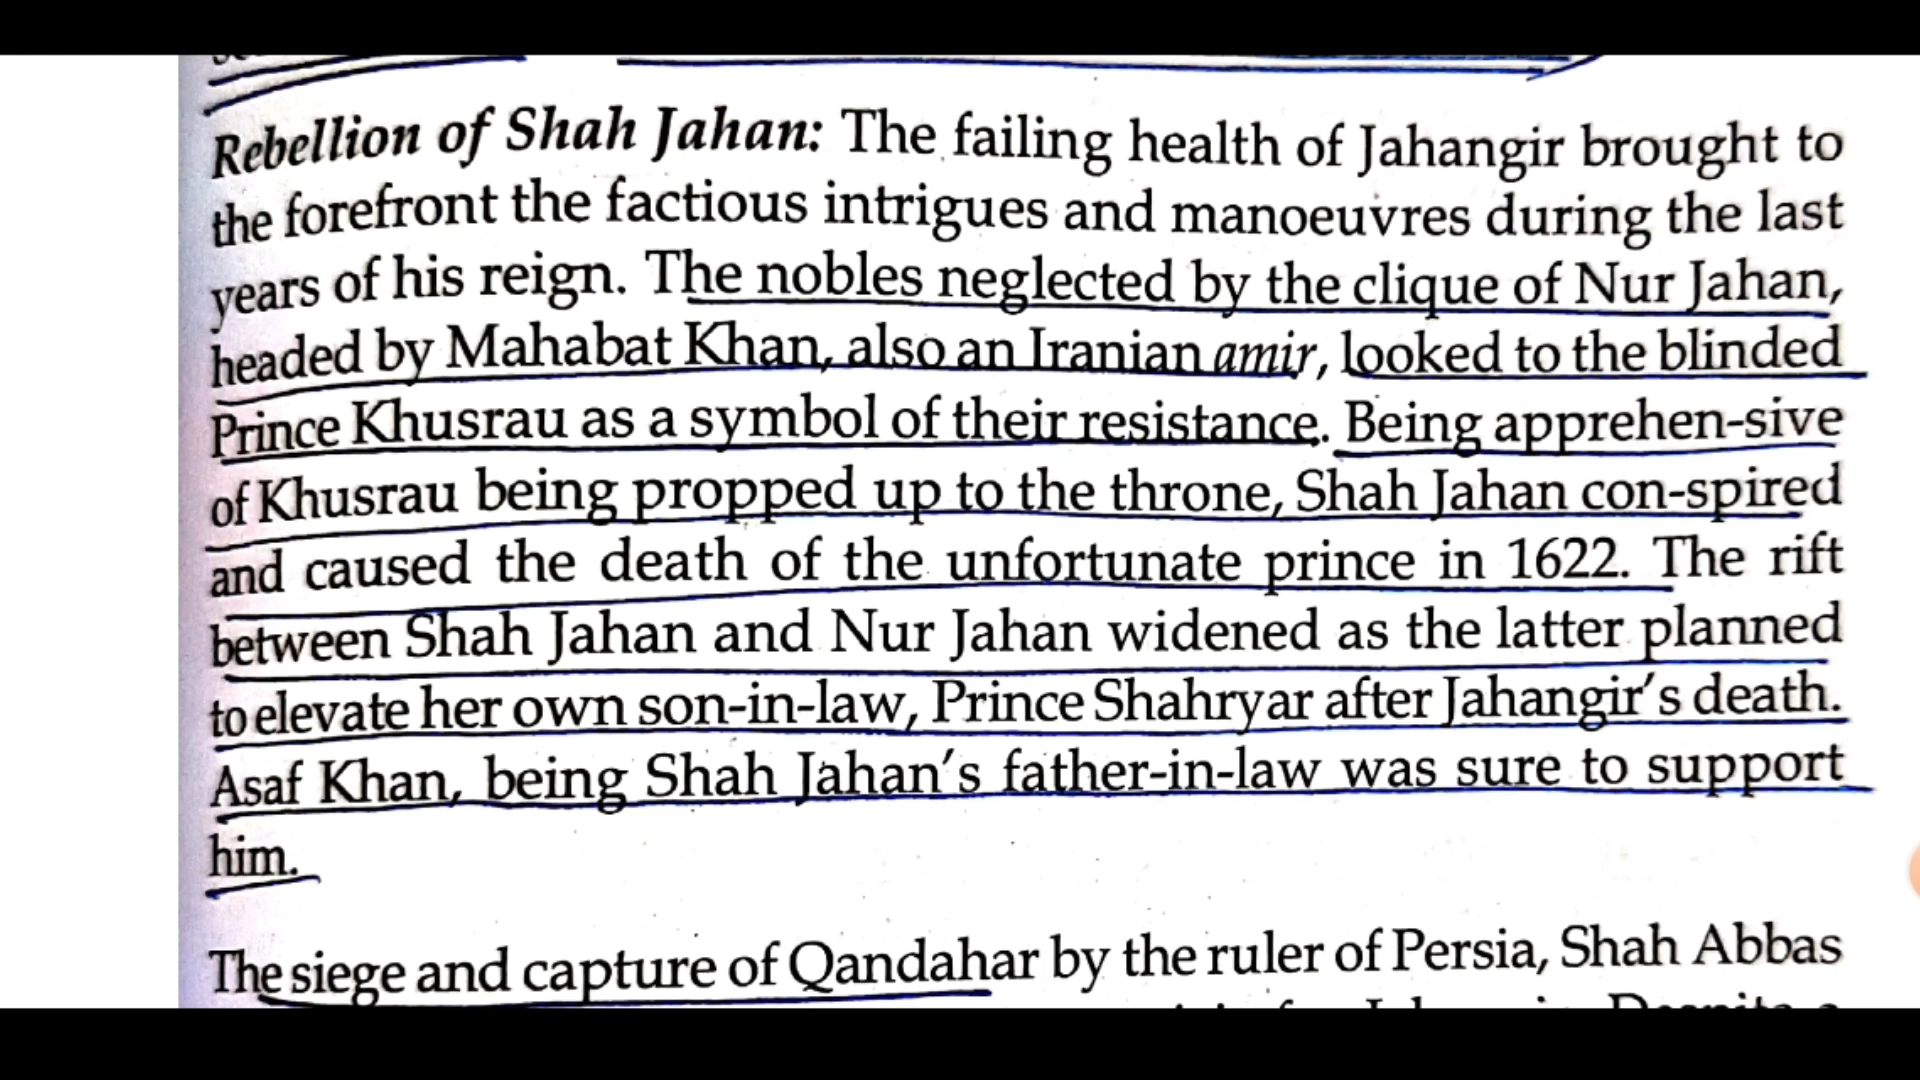 Rebellion of Shah Jahan: The failing health of Jahangir brought to
the forefront the factious intrigues and manoeuvres during the last
years of his reign. The nobles neglected by the clique of Nur Jahan,
headed by Mahabat Khan, also an Iranian amir, looked to the blinded
Prince Khusrau as a symbol of their resistance. Being apprehen-sive
of Khusrau being propped up to the throne, Shah Jahan con-spired
and caused the death of the unfortunate prince in 1622. The rift
between Shah Jahan and Nur Jahan widened as the latter planned
to elevate her own son-in-law, Prince Shahryar after Jahangir's death.
Asaf Khan, being Shah Jahan's father-in-law was sure to support
him.
The siege and capture of Qandahar by the ruler of Persia, Shah Abbas